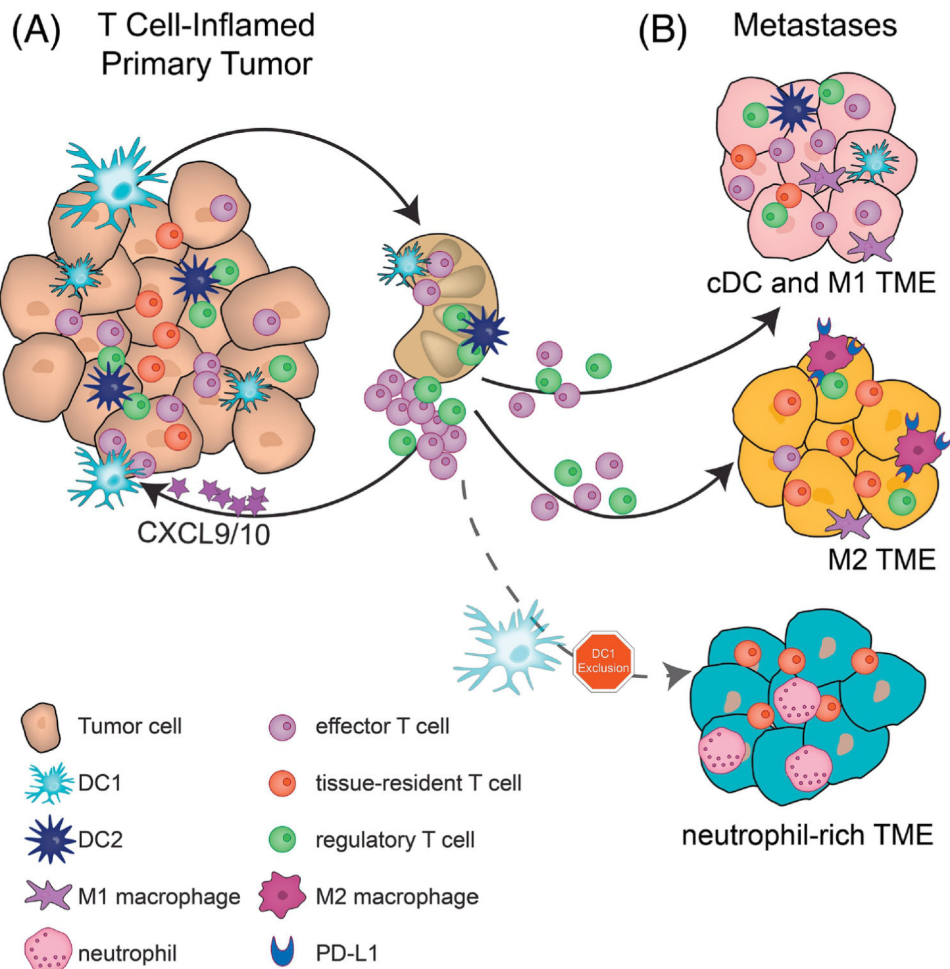 (A) T Cell-Inflamed
Primary Tumor
(B) Metastases
cDC and M1 TME
CXCL9/10
M2 TME
DC1
Exclusion
neutrophil-rich TME
Tumor cell
effector T cell
DC1
tissue-resident T cell
DC2
regulatory T cell
M1 macrophage
M2 macrophage
neutrophil
PD-L1